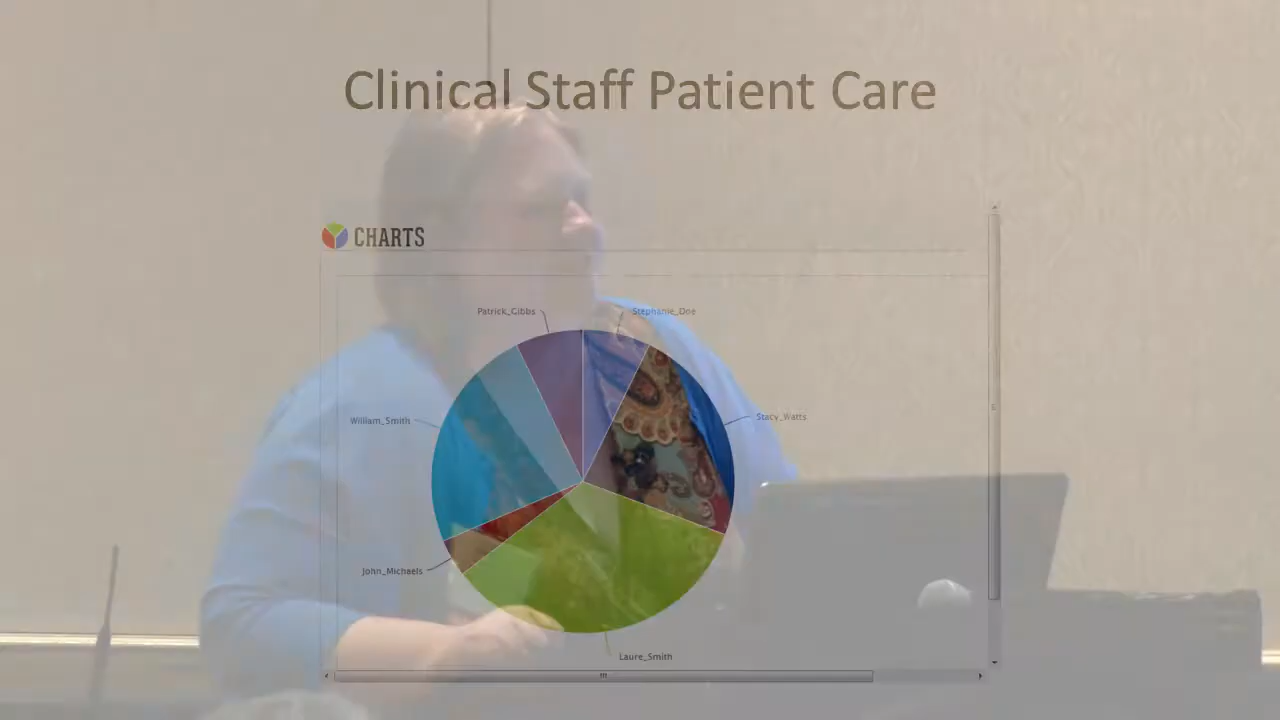 Clinical Staff Patient Care
CHARTS
Patrick_Gibbs
Stephanie_Doe
William_Smith
Stacy_Watts
John_Michaels
Laure_Smith